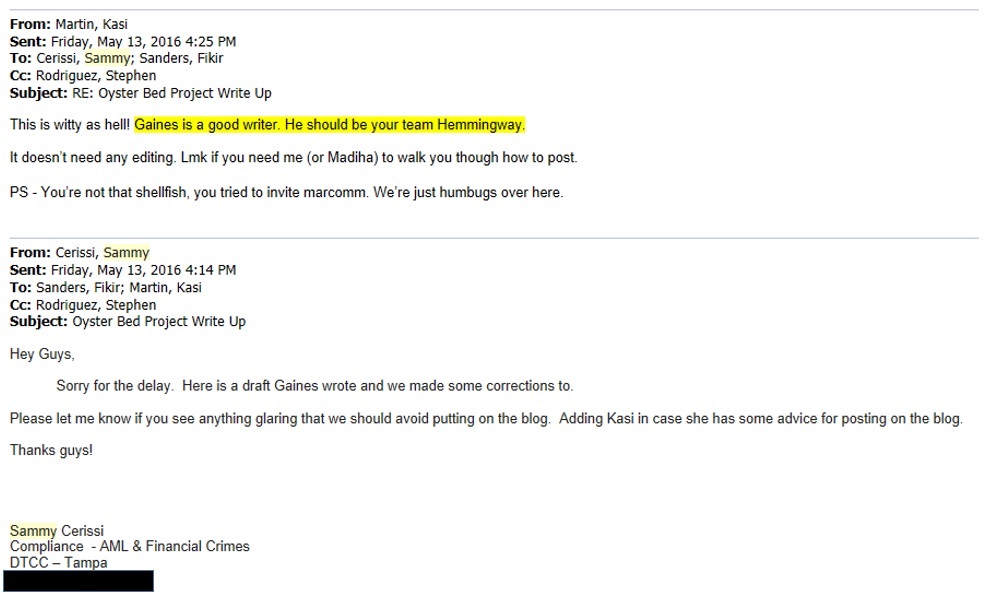 From: Martin, Kasi
Sent: Friday, May 13, 2016 4:25 PM
To: Cerissi, Sammy; Sanders, Fikir
Cc: Rodriguez, Stephen
Subject: RE: Oyster Bed Project Write Up
This is witty as hell! Gaines is a good writer. He should be your team Hemmingway.
It doesn't need any editing. Lmk if you need me (or Madiha) to walk you though how to post.
PS - You're not that shellfish, you tried to invite marcomm. We're just humbugs over here.
From: Cerissi, Sammy
Sent: Friday, May 13, 2016 4:14 PM
To: Sanders, Fikir; Martin, Kasi
Cc: Rodriguez, Stephen
Subject: Oyster Bed Project Write Up
Hey Guys,
Sorry for the delay.  Here is a draft Gaines wrote and we made some corrections to.
Please let me know if you see anything glaring that we should avoid putting on the blog.  Adding Kasi in case she has some advice for posting on the blog.
Thanks guys!
Sammy Cerissi
Compliance  - AML & Financial Crimes
DTCC – Tampa